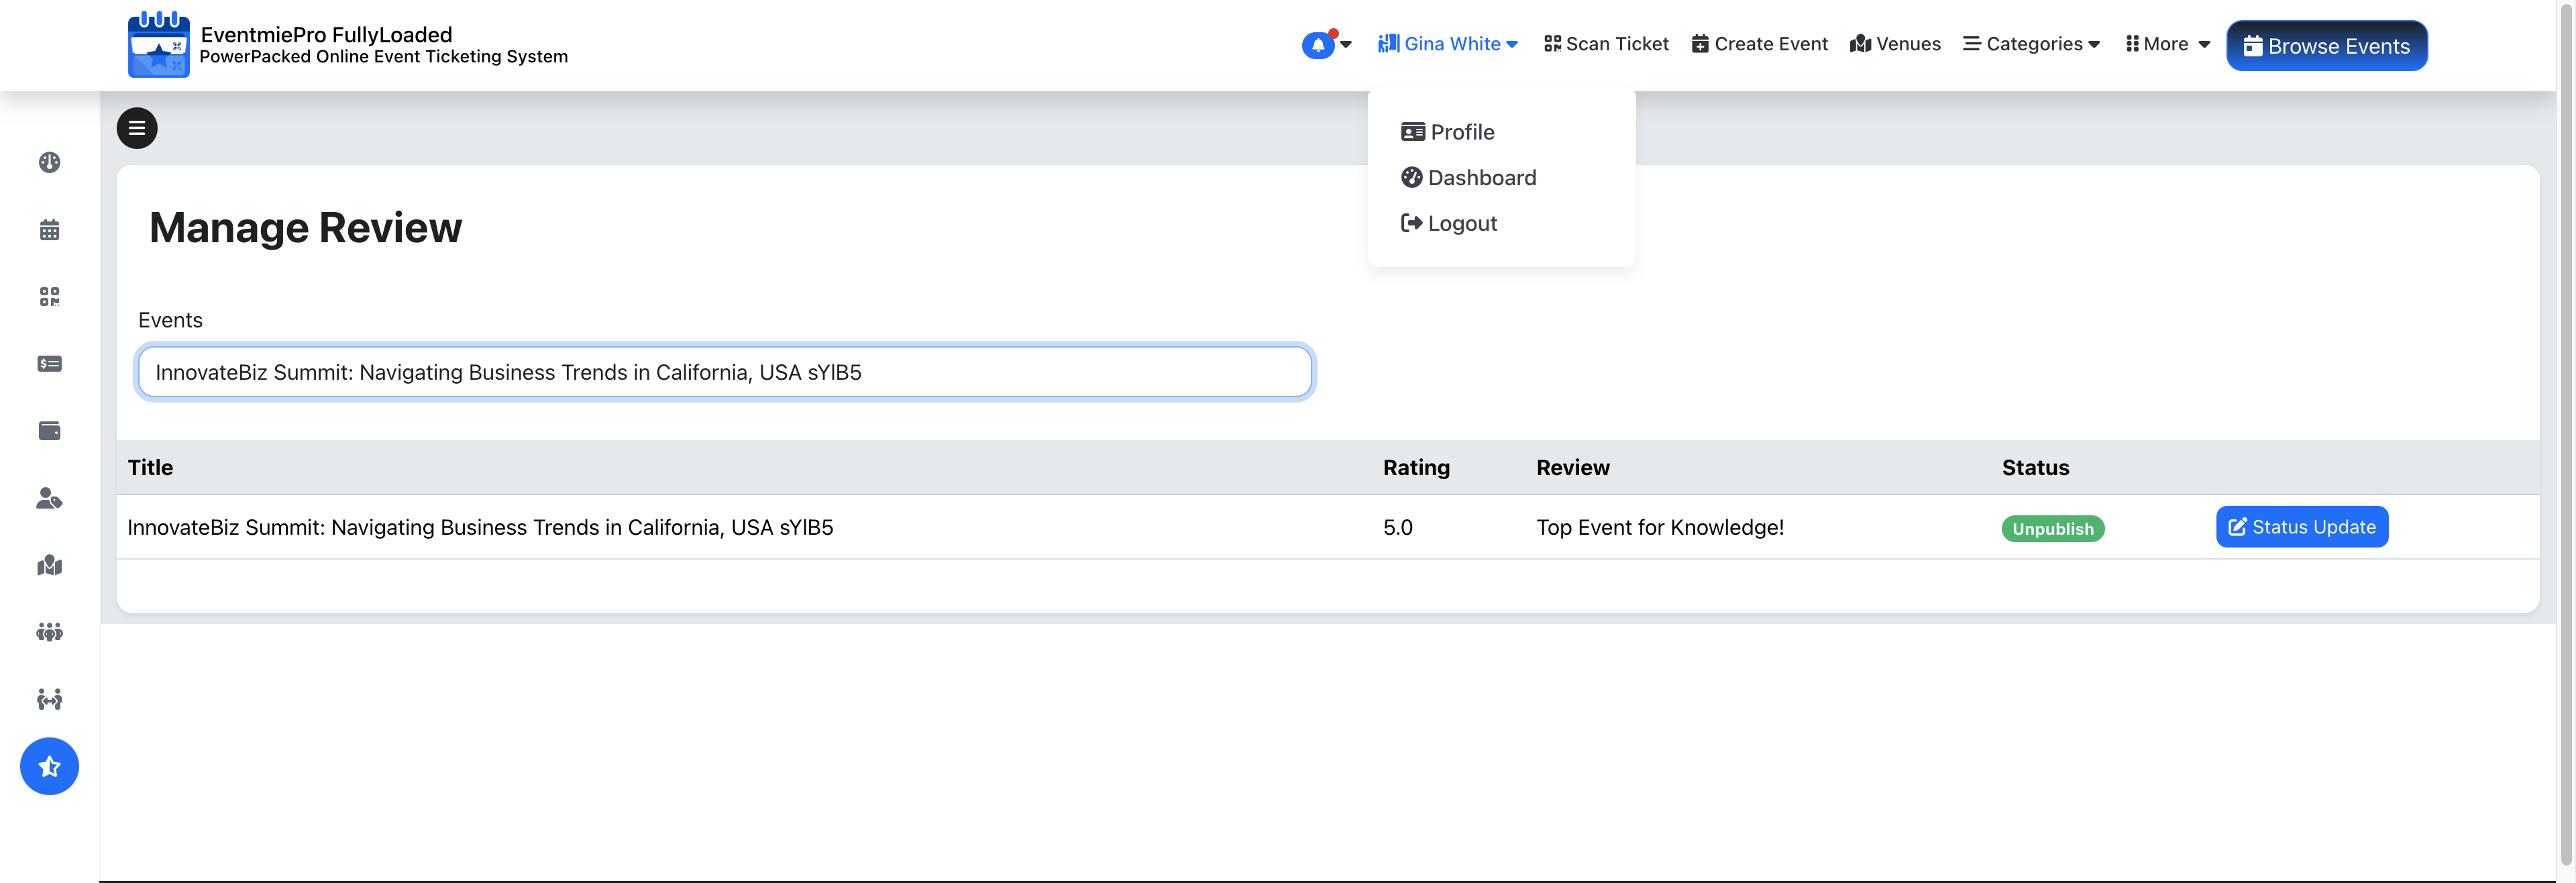 EventmiePro FullyLoaded
PowerPacked Online Event Ticketing System
Gina White
Scan Ticket
Create Event
Venues
Categories
More
Browse Events
Profile
Dashboard
Logout
Manage Review
Events
InnovateBiz Summit: Navigating Business Trends in California, USA sYlB5
Title Rating Review Status
InnovateBiz Summit: Navigating Business Trends in California, USA sYlB5 5.0 Top Event for Knowledge! Unpublish Status Update